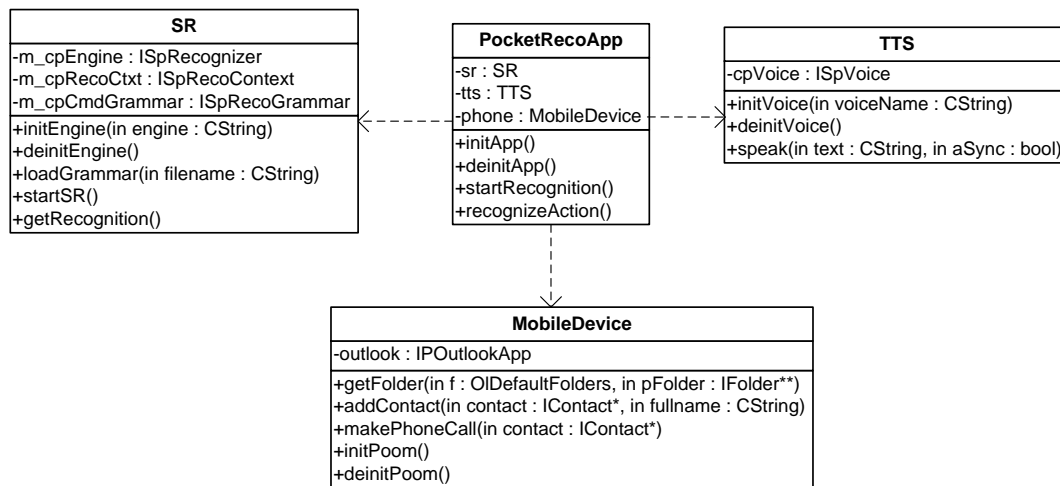 SR
-m_cpEngine : ISpRecognizer
-m_cpRecoCtxt : ISpRecoContext
-m_cpCmdGrammar : ISpRecoGrammar
+initEngine(in engine : CString)
+deinitEngine()
+loadGrammar(in filename : CString)
+startSR()
+getRecognition()
PocketRecoApp
-sr : SR
-tts : TTS
-phone : MobileDevice
+initApp()
+deinitApp()
+startRecognition()
+recognizeAction()
TTS
-cpVoice : ISpVoice
+initVoice(in voiceName : CString)
+deinitVoice()
+speak(in text : CString, in aSync : bool)
MobileDevice
-outlook : IPOutlookApp
+getFolder(in f : OlDefaultFolders, in pFolder : IFolder**)
+addContact(in contact : IContact*, in fullname : CString)
+makePhoneCall(in contact : IContact*)
+initPoom()
+deinitPoom()